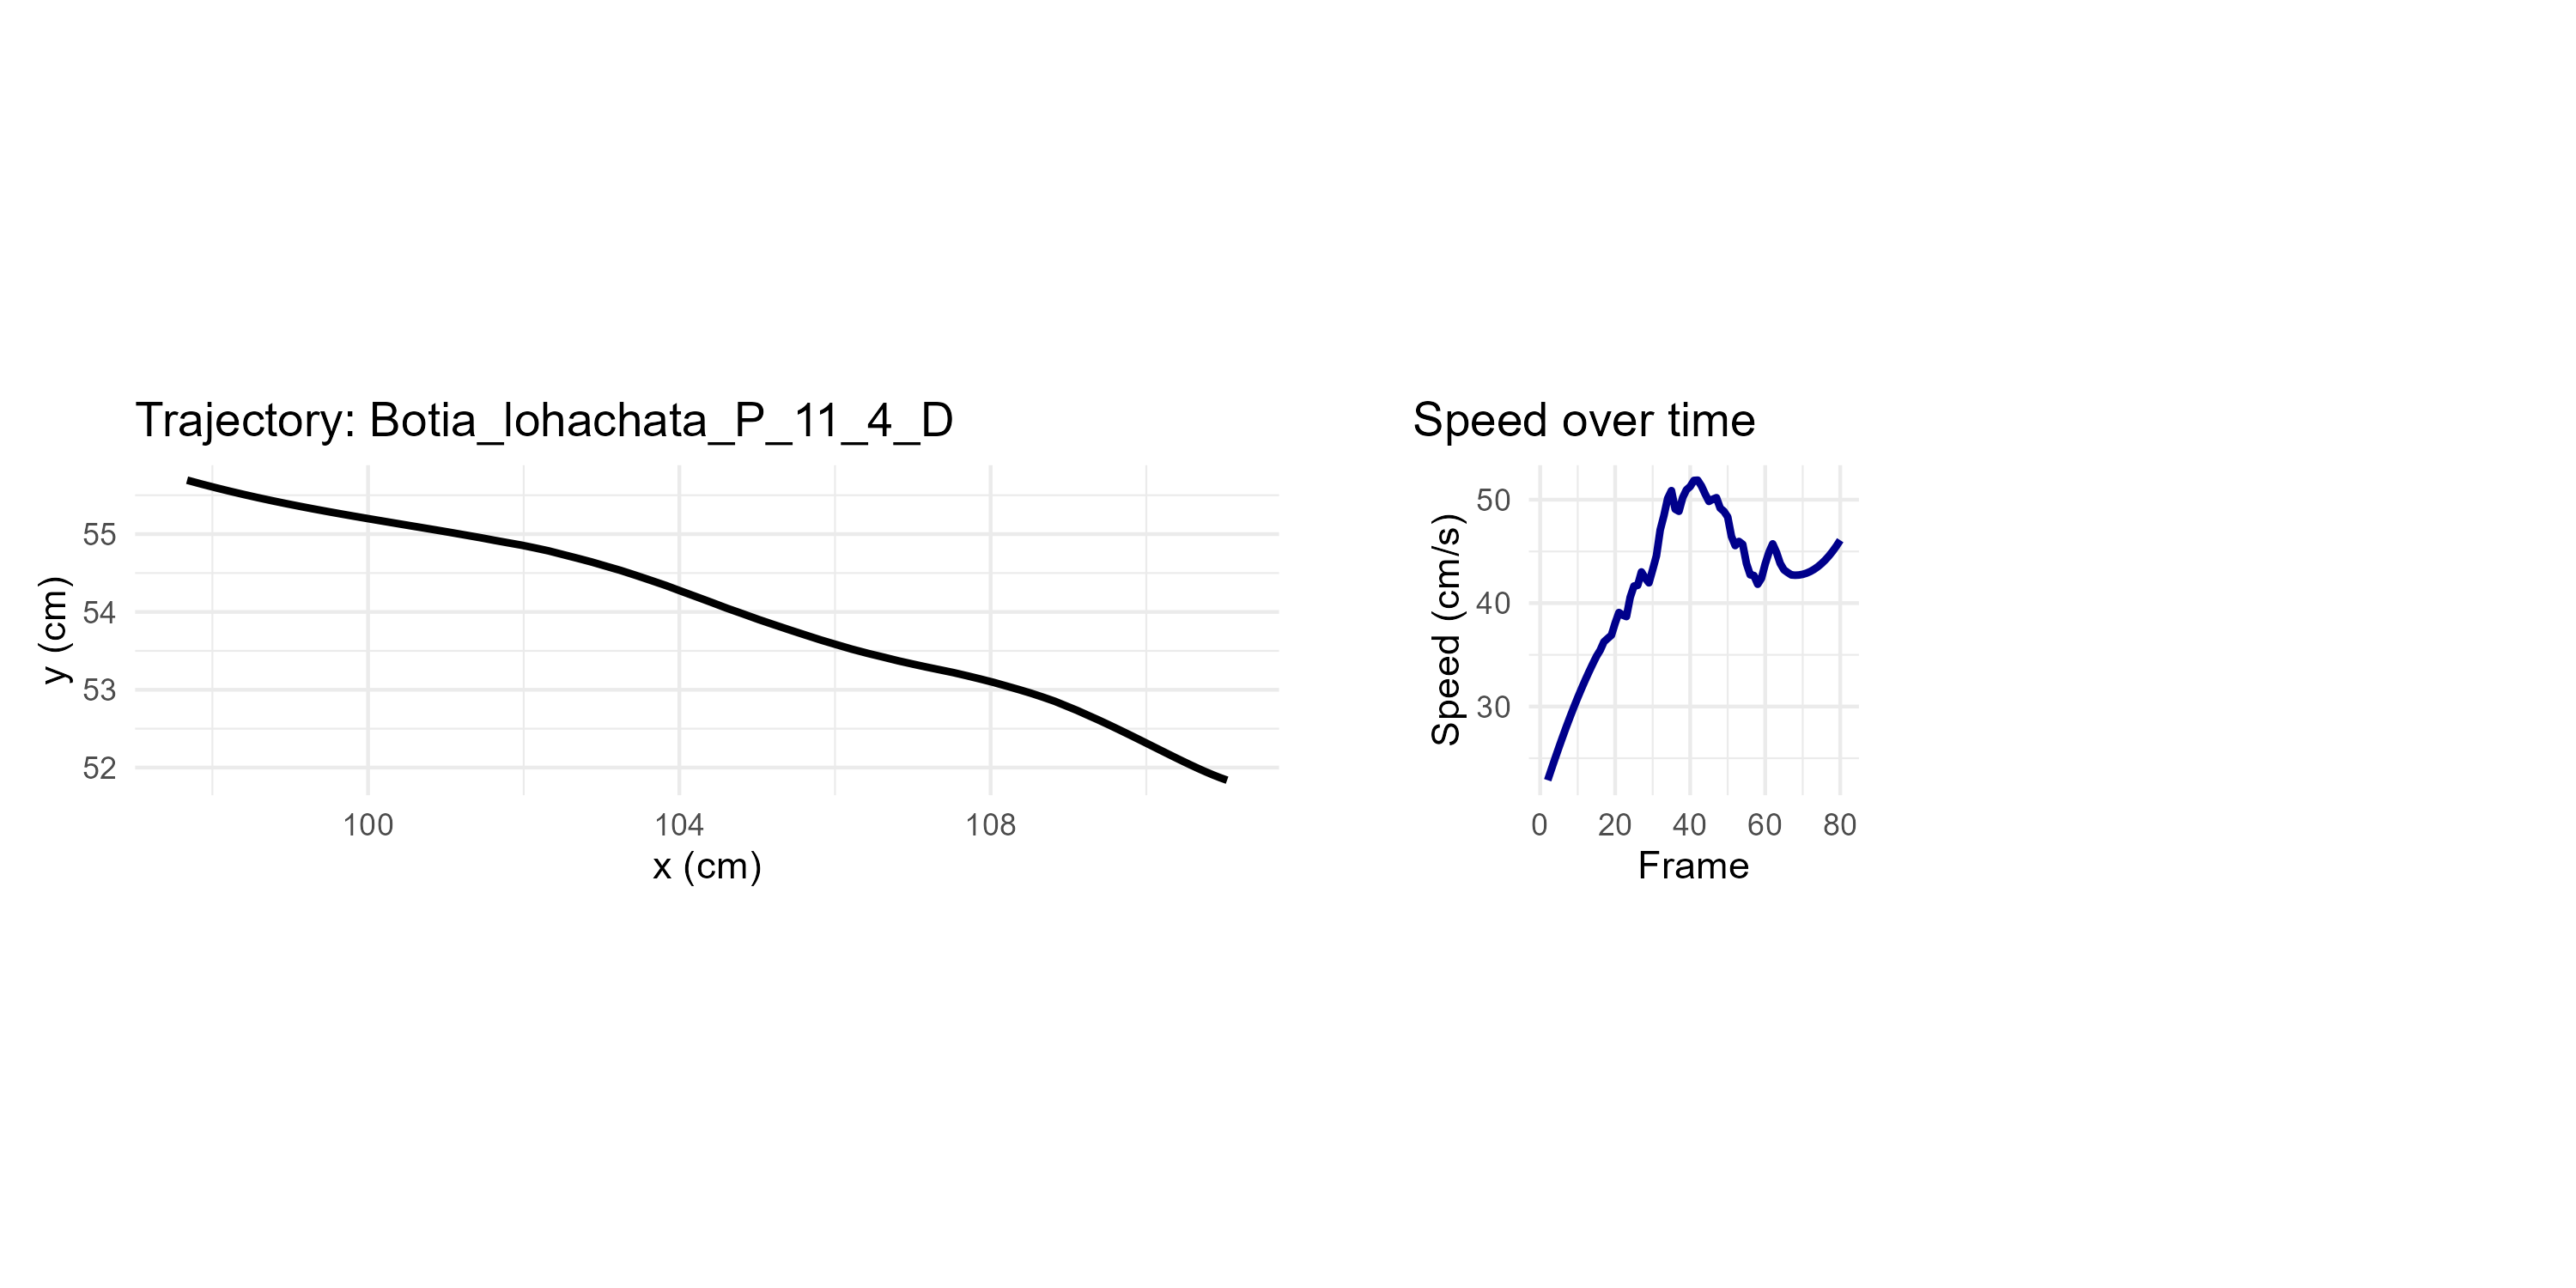 Trajectory: Botia_lohachata_P_11_4_D
y (cm)
55
54
53
52
100 104 108
x (cm)
Speed over time
Speed (cm/s)
50
40
30
0 20 40 60 80
Frame